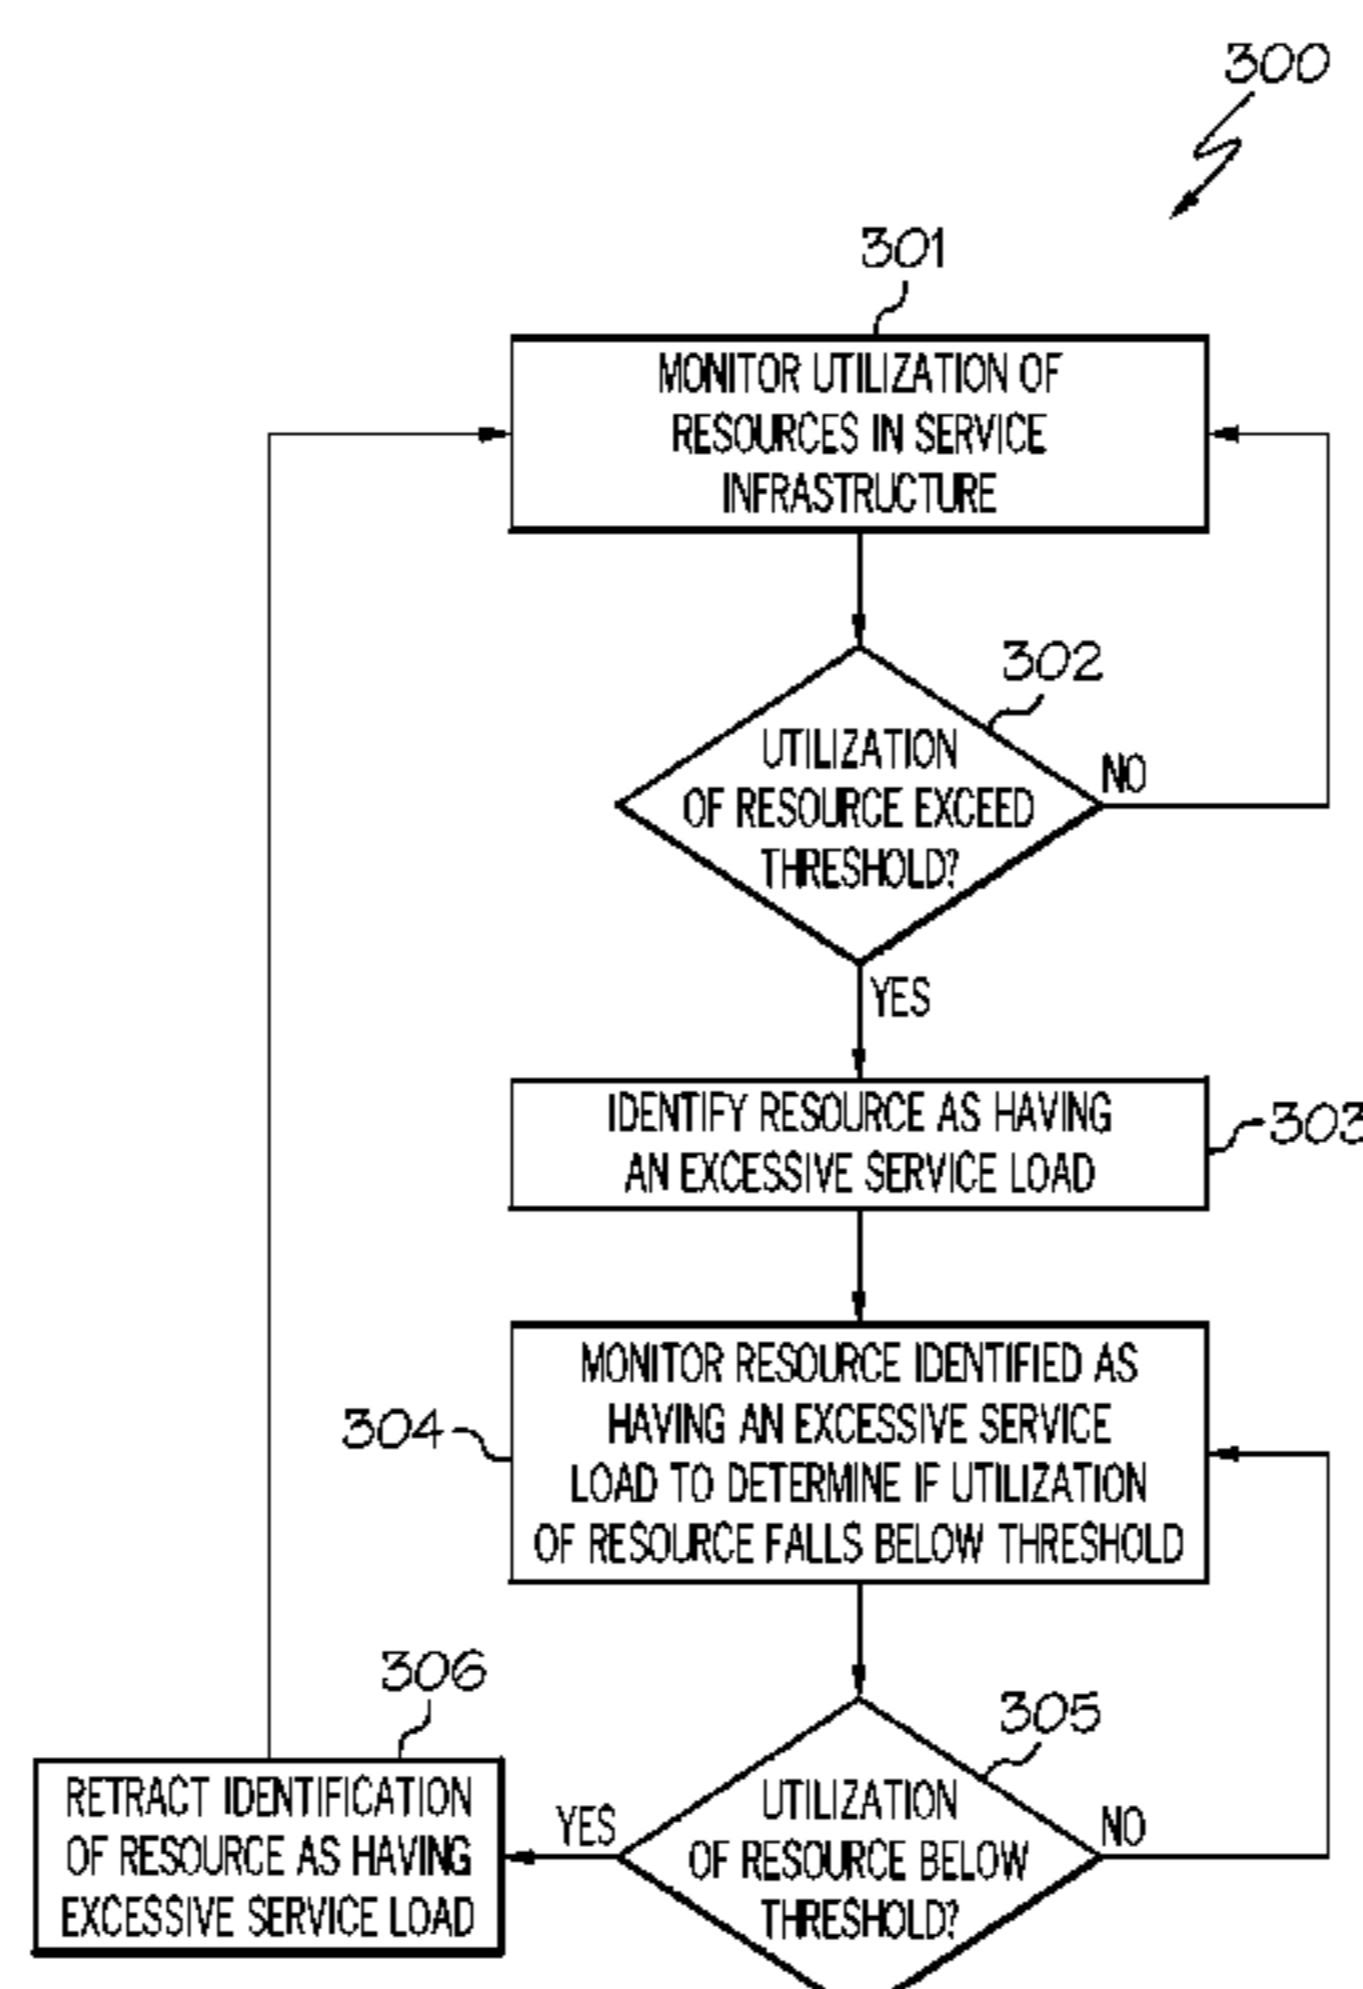 300
301
MONITOR UTILIZATION OF
RESOURCES IN SERVICE
INFRASTRUCTURE
302
UTILIZATION
OF RESOURCE EXCEED
THRESHOLD?
NO
YES
IDENTIFY RESOURCE AS HAVING
AN EXCESSIVE SERVICE LOAD
303
304
MONITOR RESOURCE IDENTIFIED AS
HAVING AN EXCESSIVE SERVICE
LOAD TO DETERMINE IF UTILIZATION
OF RESOURCE FALLS BELOW THRESHOLD
305
UTILIZATION
OF RESOURCE BELOW
THRESHOLD?
NO
YES
306
RETRACT IDENTIFICATION
OF RESOURCE AS HAVING
EXCESSIVE SERVICE LOAD